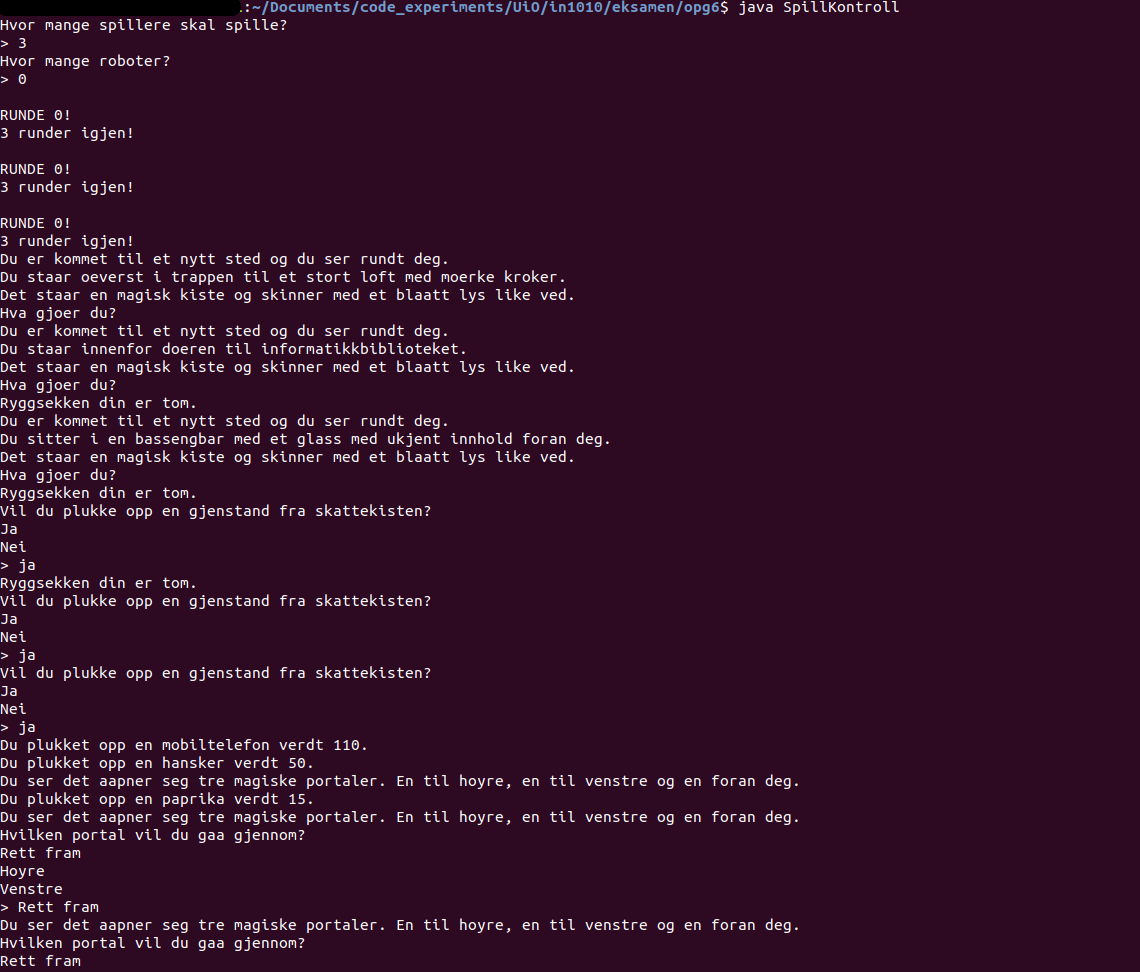 :~/Documents/code_experiments/UiO/in1010/eksamen/opg6$ java SpillKontroll
Hvor mange spillere skal spille?
> 3
Hvor mange roboter?
> 0
RUNDE 0!
3 runder igjen!
RUNDE 0!
3 runder igjen!
RUNDE 0!
3 runder igjen!
Du er kommet til et nytt sted og du ser rundt deg.
Du staar oeverst i trappen til et stort loft med moerke kroker.
Det staar en magisk kiste og skinner med et blaatt lys like ved.
Hva gjoer du?
Du er kommet til et nytt sted og du ser rundt deg.
Du staar innenfor doeren til informatikkbiblioteket.
Det staar en magisk kiste og skinner med et blaatt lys like ved.
Hva gjoer du?
Ryggsekken din er tom.
Du er kommet til et nytt sted og du ser rundt deg.
Du sitter i en bassengbar med et glass med ukjent innhold foran deg.
Det staar en magisk kiste og skinner med et blaatt lys like ved.
Hva gjoer du?
Ryggsekken din er tom.
Vil du plukke opp en gjenstand fra skattekisten?
Ja
Nei
> ja
Ryggsekken din er tom.
Vil du plukke opp en gjenstand fra skattekisten?
Ja
Nei
> ja
Vil du plukke opp en gjenstand fra skattekisten?
Ja
Nei
> ja
Du plukket opp en mobiltelefon verdt 110.
Du plukket opp en hansker verdt 50.
Du ser det aapner seg tre magiske portaler. En til hoyre, en til venstre og en foran deg.
Du plukket opp en paprika verdt 15.
Du ser det aapner seg tre magiske portaler. En til hoyre, en til venstre og en foran deg.
Hvilken portal vil du gaa gjennom?
Rett fram
Hoyre
Venstre
> Rett fram
Du ser det aapner seg tre magiske portaler. En til hoyre, en til venstre og en foran deg.
Hvilken portal vil du gaa gjennom?
Rett fram